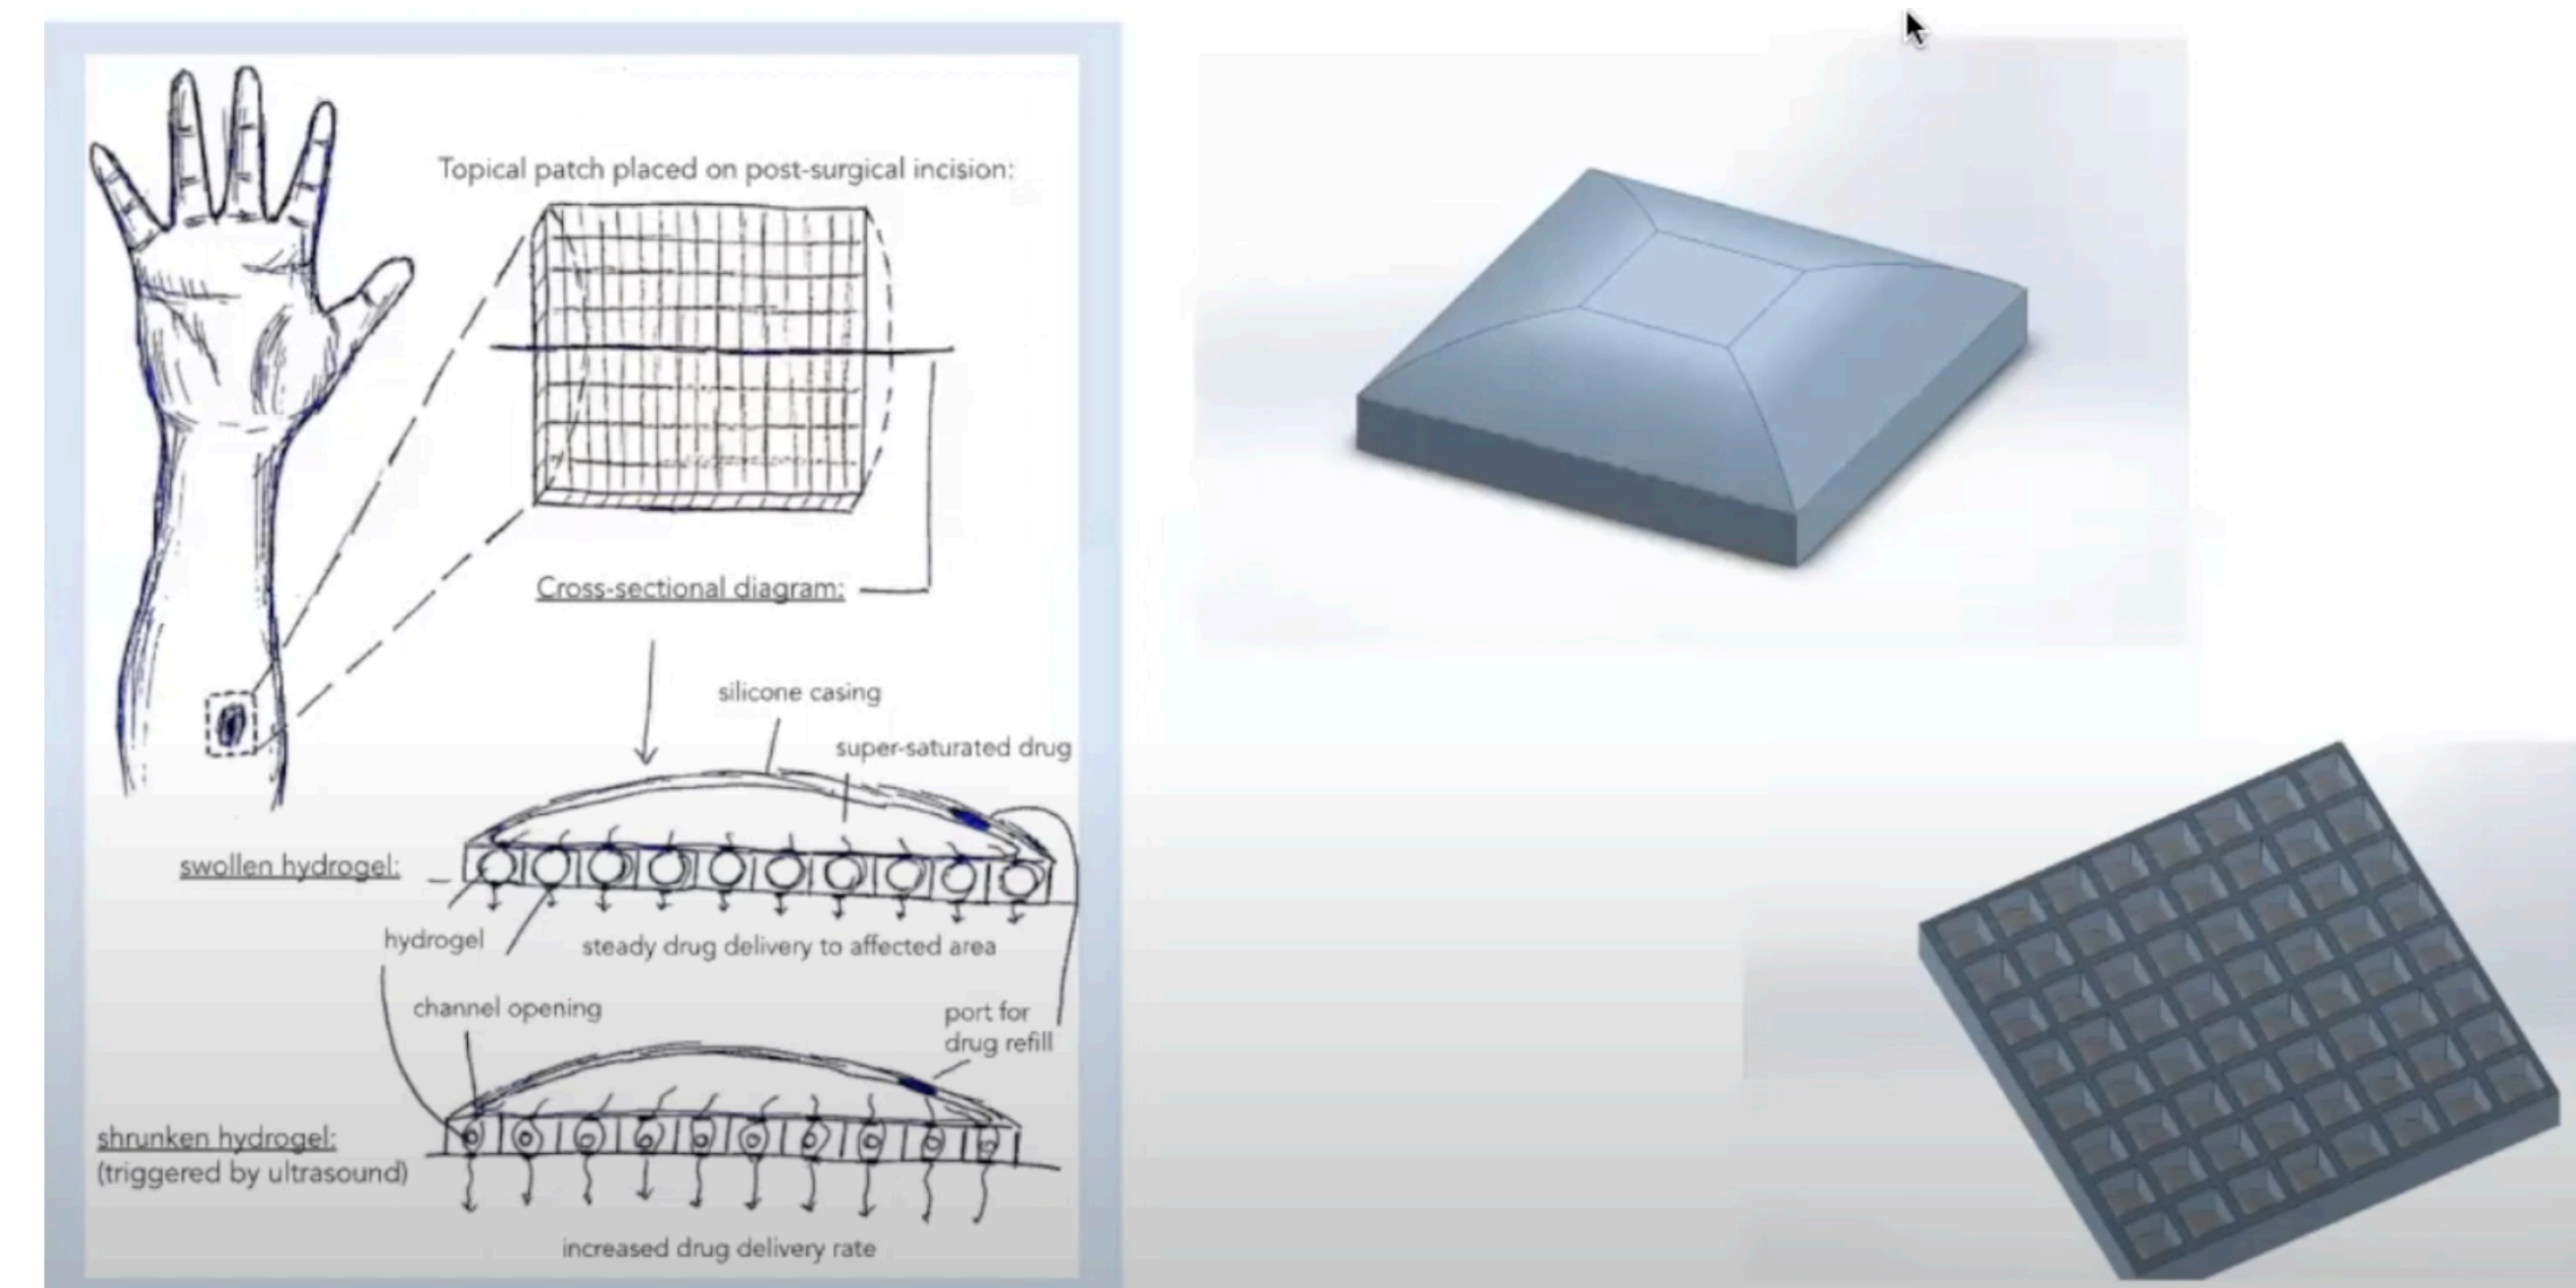 Topical patch placed on post-surgical incision:
Cross-sectional diagram:
silicone casing
super-saturated drug
swollen hydrogel:
hydrogel
steady drug delivery to affected area
channel opening
port for
drug refill
shrunken hydrogel:
(triggered by ultrasound)
increased drug delivery rate